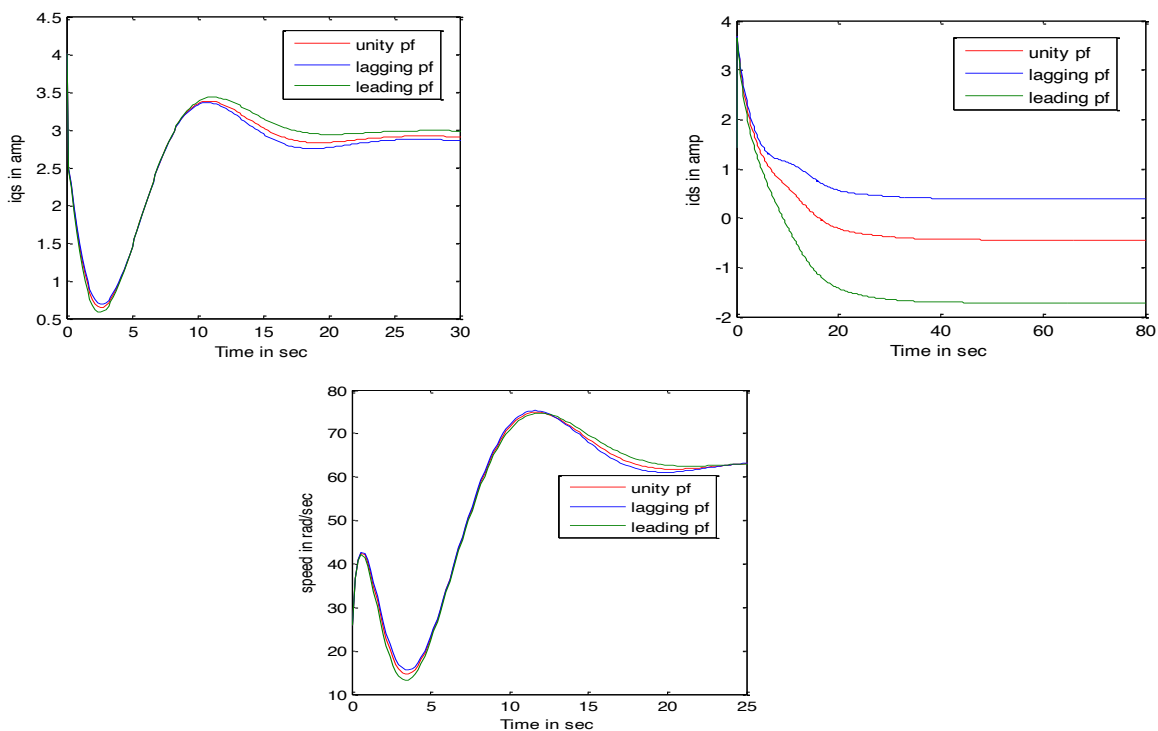 4.5
4
3.5
3
2.5
2
1.5
1
0.5
0 5 10 15 20 25 30
iqs in amp
Time in sec
unity pf
lagging pf
leading pf
4
3
2
1
0
-1
-2
0 20 40 60 80
ids in amp
Time in sec
unity pf
lagging pf
leading pf
80
70
60
50
40
30
20
10
0 5 10 15 20 25
speed in rad/sec
Time in sec
unity pf
lagging pf
leading pf